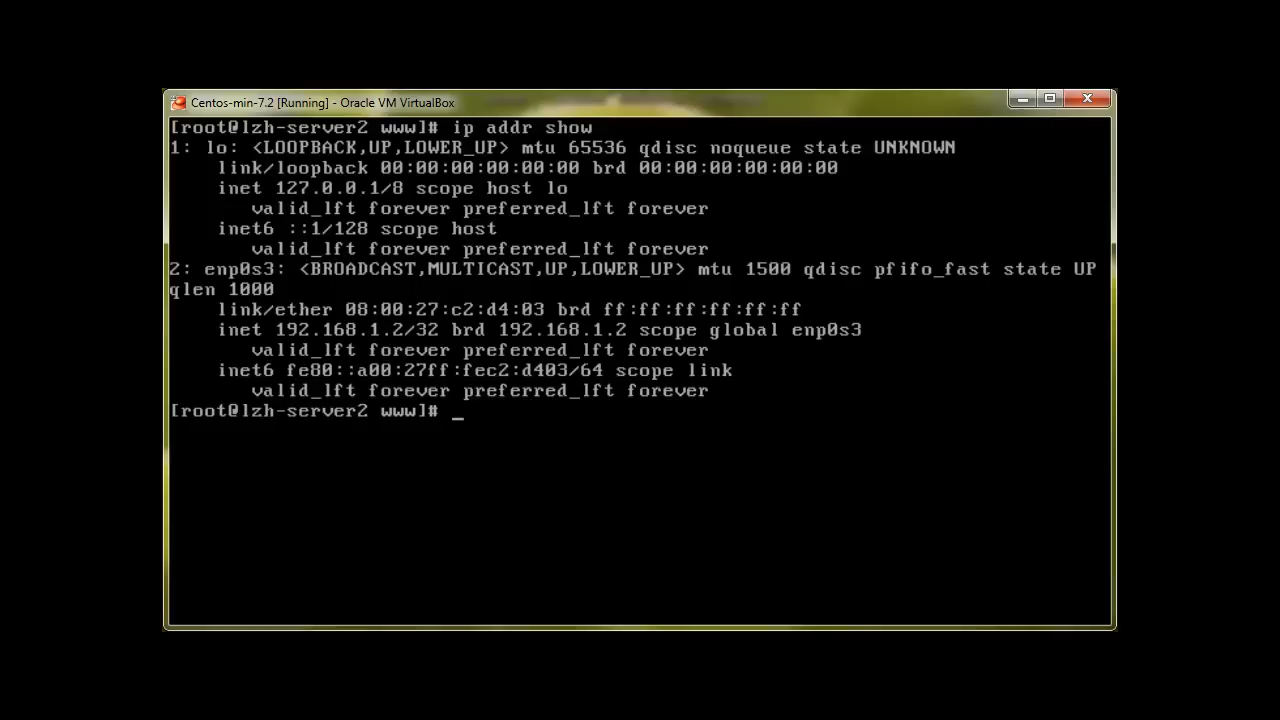 Centos-min-7.2 [Running] - Oracle VM VirtualBox
[root@lzh-server2 www]# ip addr show
1: lo: <LOOPBACK,UP,LOWER_UP> mtu 65536 qdisc noqueue state UNKNOWN
link/loopback 00:00:00:00:00:00 brd 00:00:00:00:00:00
inet 127.0.0.1/8 scope host lo
valid_lft forever preferred_lft forever
inet6 ::1/128 scope host
valid_lft forever preferred_lft forever
2: enp0s3: <BROADCAST,MULTICAST,UP,LOWER_UP> mtu 1500 qdisc pfifo_fast state UP
qlen 1000
link/ether 08:00:27:c2:d4:03 brd ff:ff:ff:ff:ff:ff
inet 192.168.1.2/32 brd 192.168.1.2 scope global enp0s3
valid_lft forever preferred_lft forever
inet6 fe80::a00:27ff:fec2:d403/64 scope link
valid_lft forever preferred_lft forever
[root@lzh-server2 www]# _